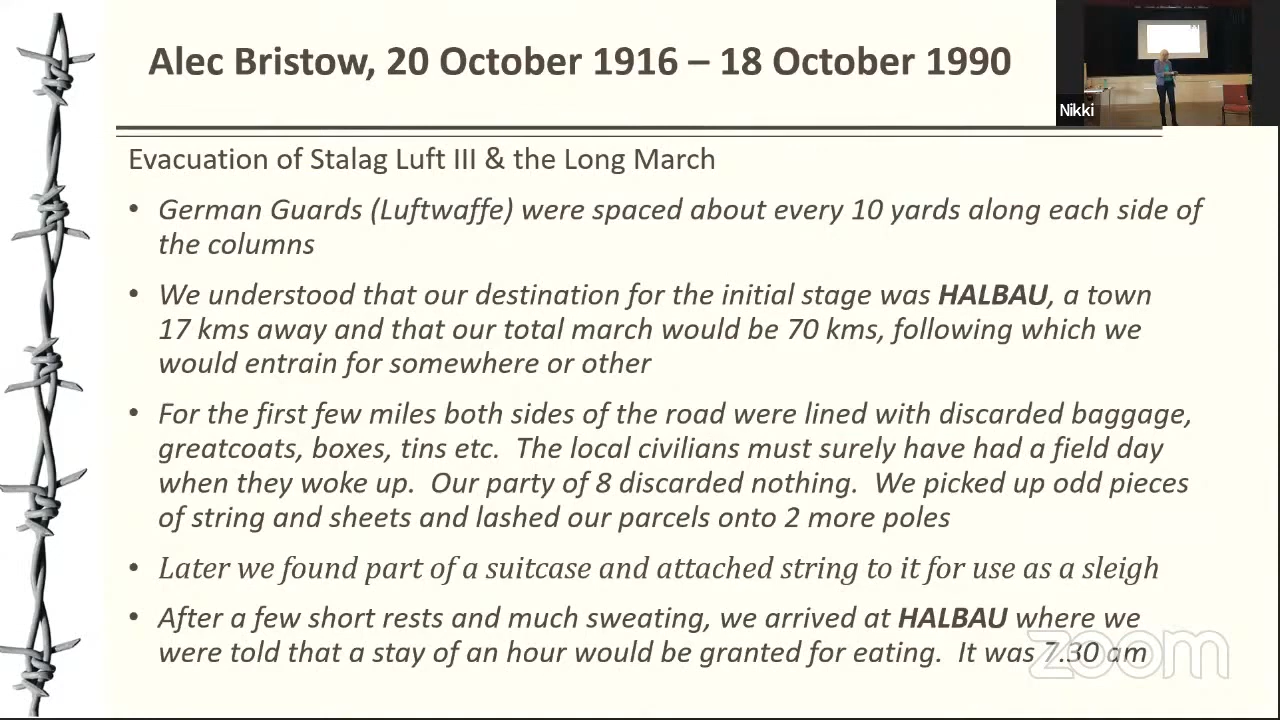 Alec Bristow, 20 October 1916 – 18 October 1990
Nikki
Evacuation of Stalag Luft III & the Long March
• German Guards (Luftwaffe) were spaced about every 10 yards along each side of
the columns
• We understood that our destination for the initial stage was HALBAU, a town
17 kms away and that our total march would be 70 kms, following which we
would entrain for somewhere or other
• For the first few miles both sides of the road were lined with discarded baggage,
greatcoats, boxes, tins etc.  The local civilians must surely have had a field day
when they woke up.  Our party of 8 discarded nothing.  We picked up odd pieces
of string and sheets and lashed our parcels onto 2 more poles
• Later we found part of a suitcase and attached string to it for use as a sleigh
• After a few short rests and much sweating, we arrived at HALBAU where we
were told that a stay of an hour would be granted for eating.  It was 7.30 am
zoom